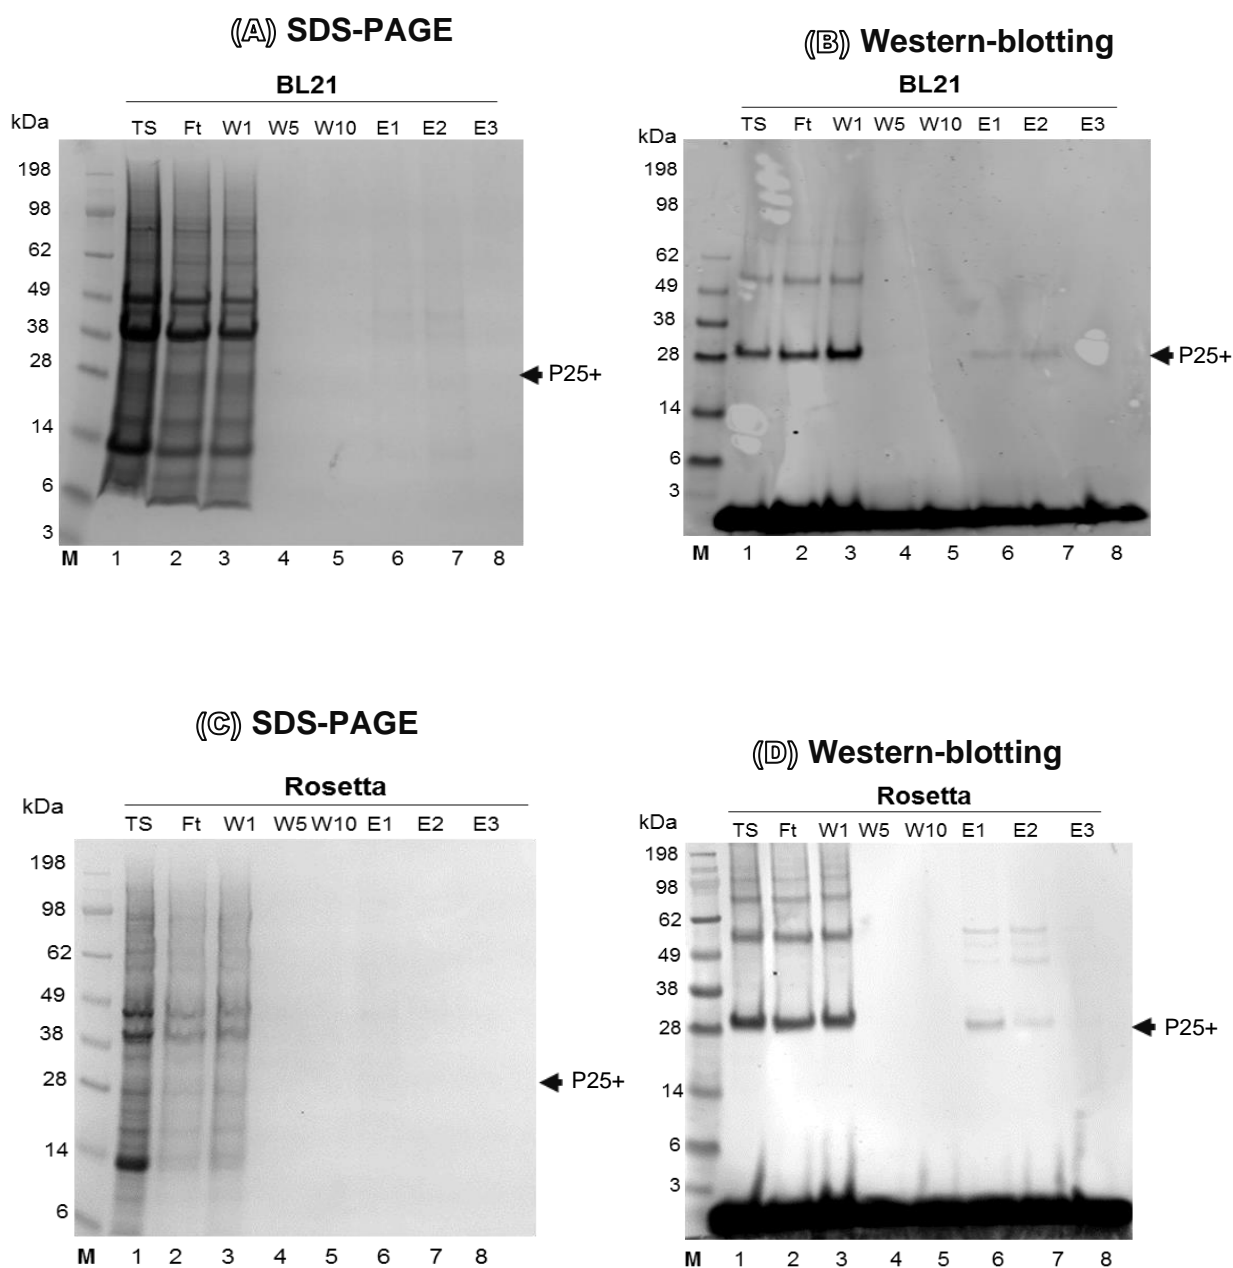 (A) SDS-PAGE
BL21
kDa
TS Ft W1 W5 W10 E1 E2 E3
198
98
62
49
38
28
P25+
14
6
3
M 1 2 3 4 5 6 7 8
(B) Western-blotting
BL21
TS Ft W1 W5 W10 E1 E2 E3
kDa
198
98
62
49
38
28
P25+
14
6
3
M 1 2 3 4 5 6 7 8
(C) SDS-PAGE
Rosetta
kDa
TS Ft W1 W5 W10 E1 E2 E3
198
98
62
49
38
28
P25+
14
6
M 1 2 3 4 5 6 7 8
(D) Western-blotting
Rosetta
kDa
TS Ft W1 W5 W10 E1 E2 E3
198
98
62
49
38
28
P25+
14
6
3
M 1 2 3 4 5 6 7 8